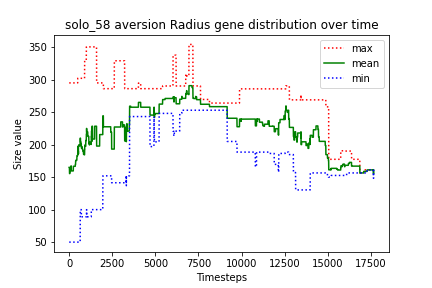 solo_58 aversion Radius gene distribution over time
max
mean
min
Size value
350
300
250
200
150
100
50
0 2500 5000 7500 10000 12500 15000 17500
Timesteps